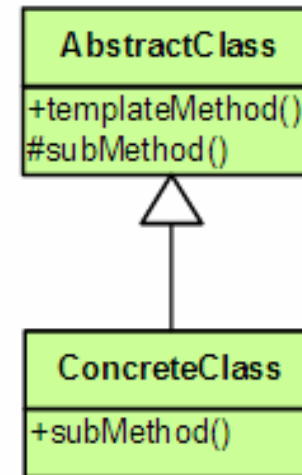 AbstractClass
+templateMethod()
#subMethod()
ConcreteClass
+subMethod()